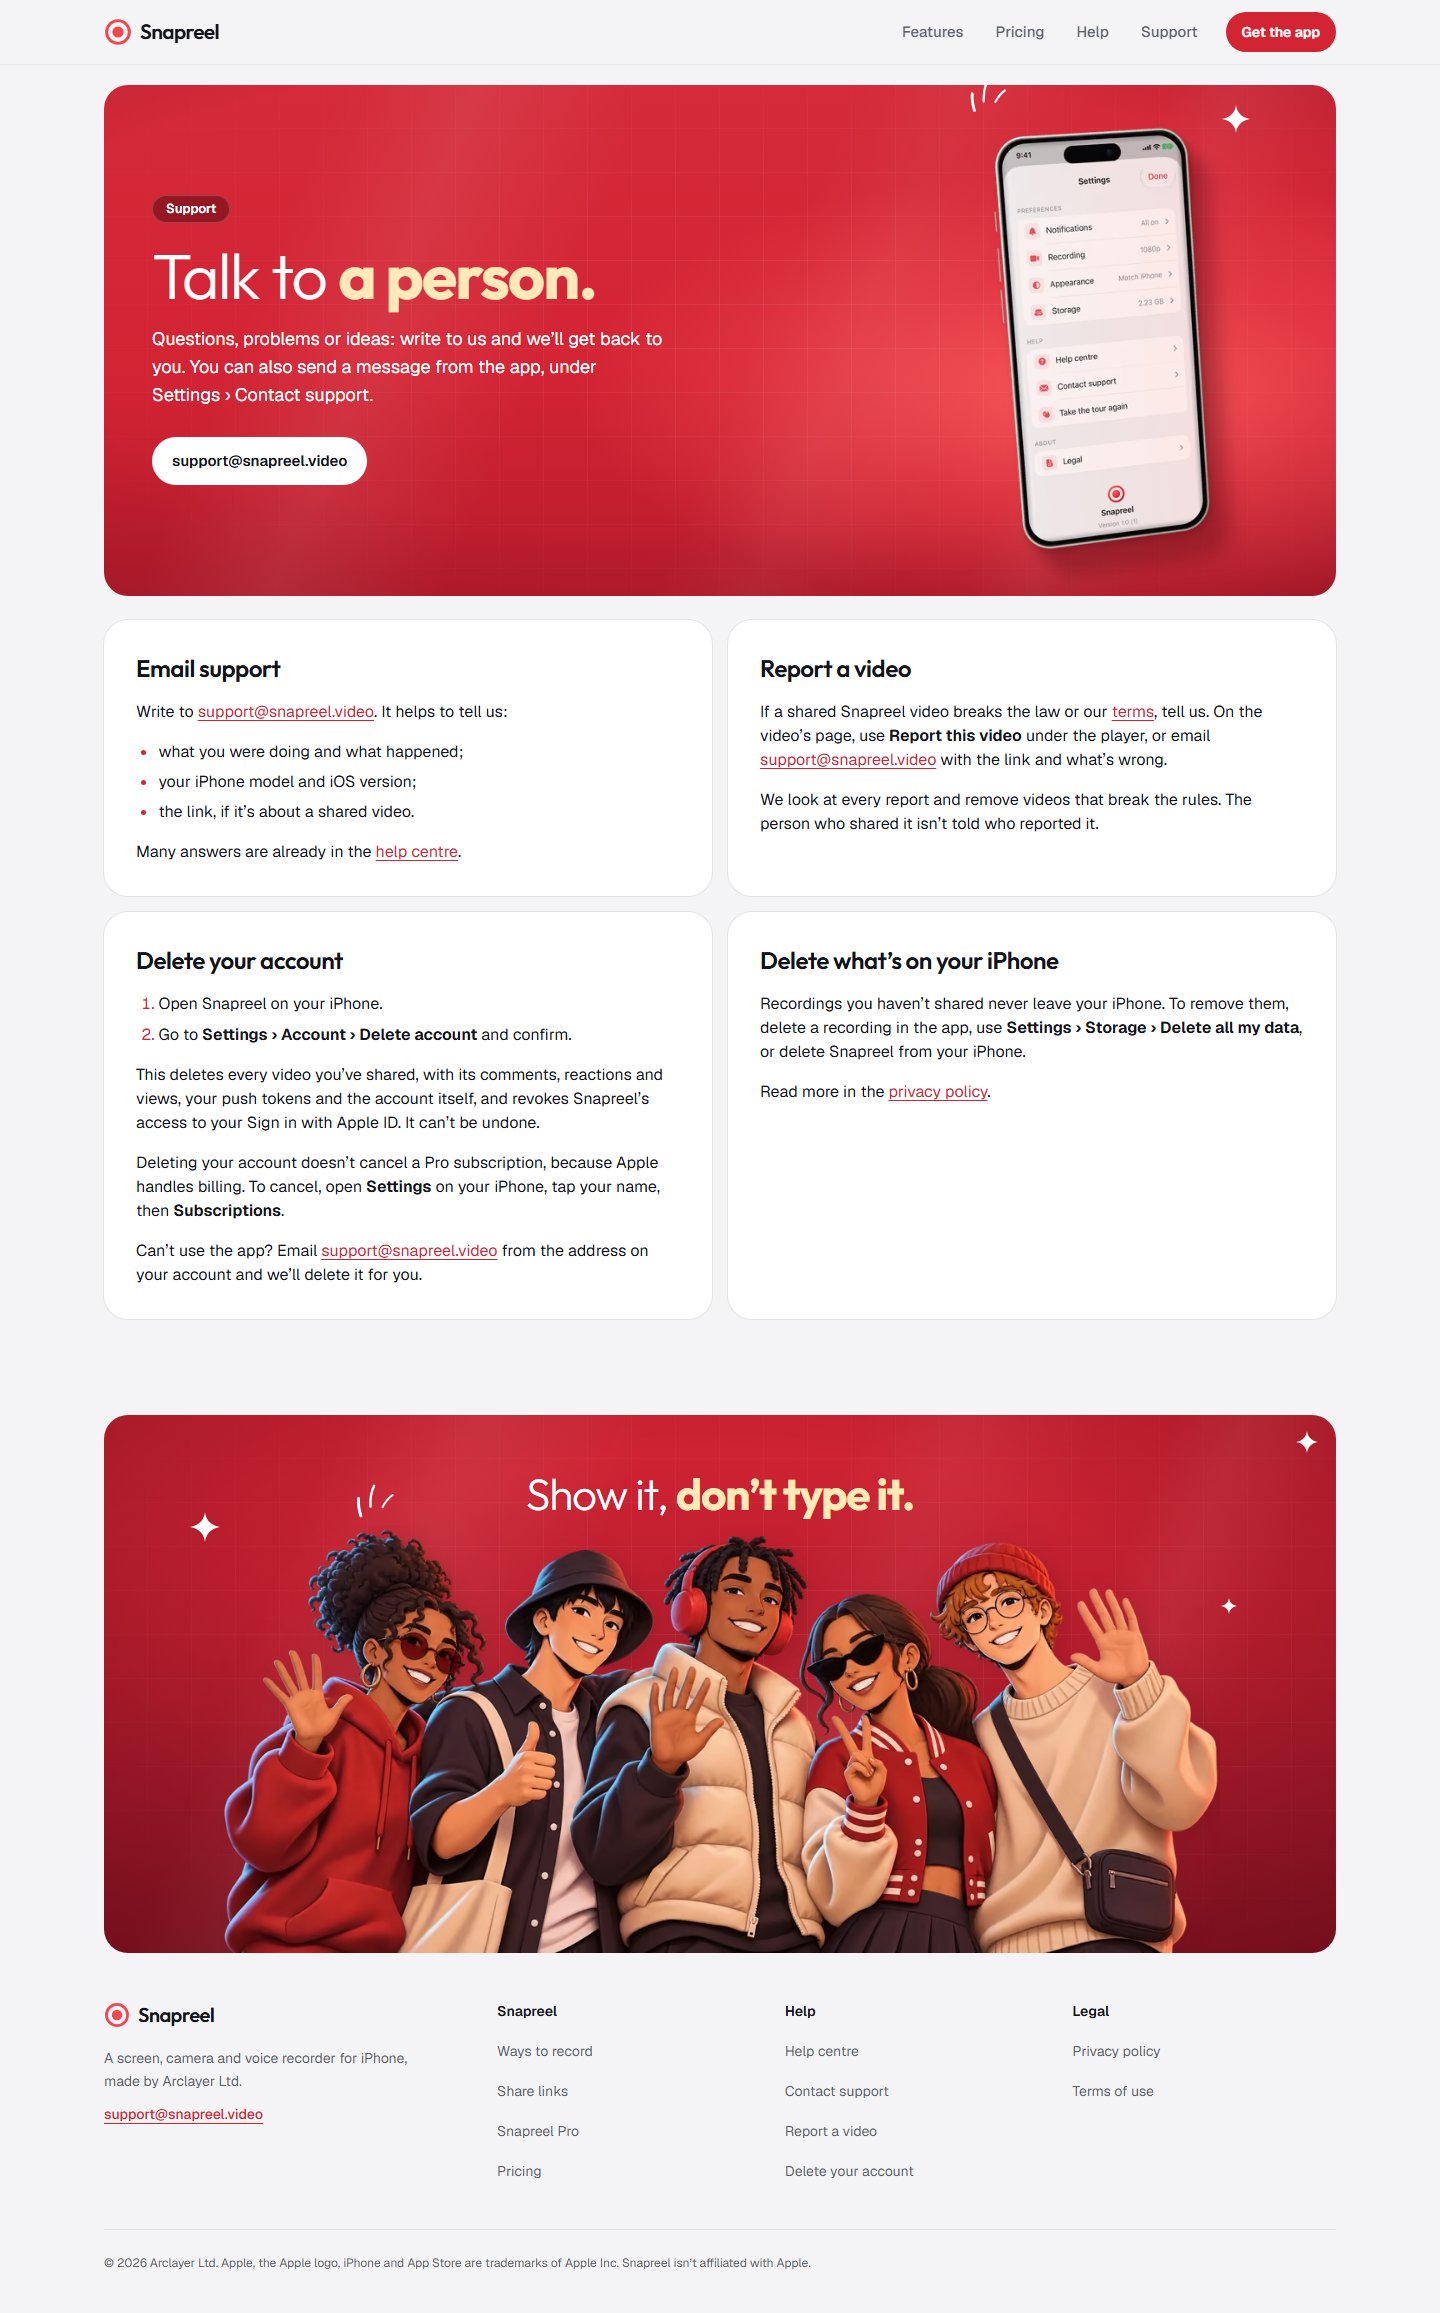 Snapreel
Features
Pricing
Help
Support
Get the app
Support
Talk to a person.
Questions, problems or ideas: write to us and we’ll get back to
you. You can also send a message from the app, under
Settings › Contact support.
support@snapreel.video
9:41
Settings
Done
PREFERENCES
Notifications
All on
Recording
1080p
Appearance
Match iPhone
Storage
2.23 GB
HELP
Help centre
Contact support
Take the tour again
ABOUT
Legal
Snapreel
Version 1.0 (1)
Email support
Write to support@snapreel.video. It helps to tell us:
• what you were doing and what happened;
• your iPhone model and iOS version;
• the link, if it’s about a shared video.
Many answers are already in the help centre.
Report a video
If a shared Snapreel video breaks the law or our terms, tell us. On the
video’s page, use Report this video under the player, or email
support@snapreel.video with the link and what’s wrong.
We look at every report and remove videos that break the rules. The
person who shared it isn’t told who reported it.
Delete your account
1. Open Snapreel on your iPhone.
2. Go to Settings › Account › Delete account and confirm.
This deletes every video you’ve shared, with its comments, reactions and
views, your push tokens and the account itself, and revokes Snapreel’s
access to your Sign in with Apple ID. It can’t be undone.
Deleting your account doesn’t cancel a Pro subscription, because Apple
handles billing. To cancel, open Settings on your iPhone, tap your name,
then Subscriptions.
Can’t use the app? Email support@snapreel.video from the address on
your account and we’ll delete it for you.
Delete what’s on your iPhone
Recordings you haven’t shared never leave your iPhone. To remove them,
delete a recording in the app, use Settings › Storage › Delete all my data,
or delete Snapreel from your iPhone.
Read more in the privacy policy.
Show it, don’t type it.
Snapreel
A screen, camera and voice recorder for iPhone,
made by Arclayer Ltd.
support@snapreel.video
Snapreel
Ways to record
Share links
Snapreel Pro
Pricing
Help
Help centre
Contact support
Report a video
Delete your account
Legal
Privacy policy
Terms of use
© 2026 Arclayer Ltd. Apple, the Apple logo, iPhone and App Store are trademarks of Apple Inc. Snapreel isn’t affiliated with Apple.